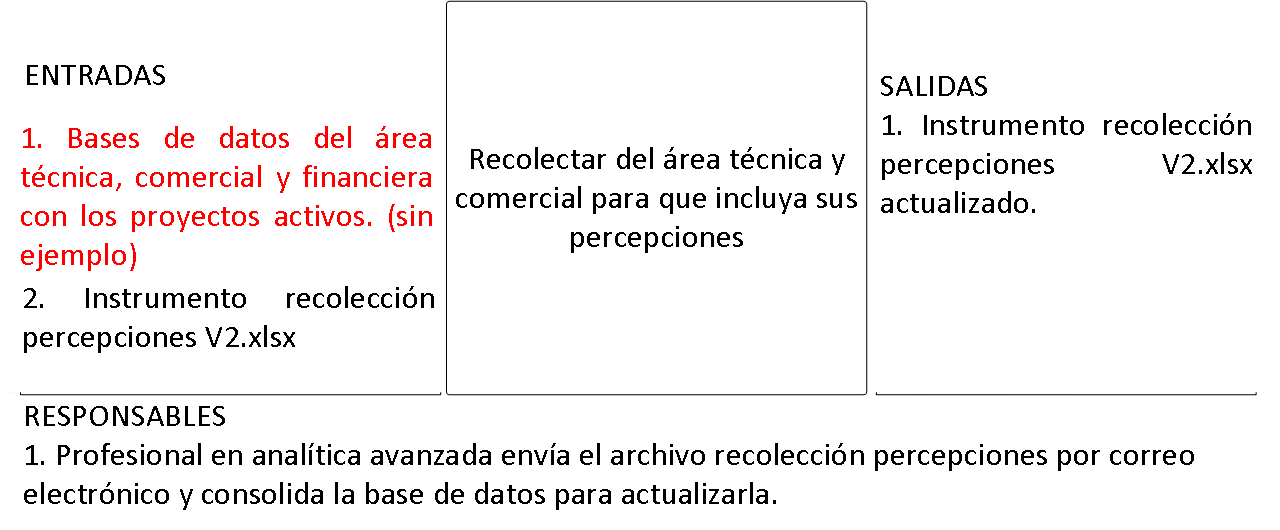 ENTRADAS
1. Bases de datos del área
técnica, comercial y financiera
con los proyectos activos. (sin
ejemplo)
2. Instrumento recolección
percepciones V2.xlsx
Recolectar del área técnica y
comercial para que incluya sus
percepciones
SALIDAS
1. Instrumento recolección
percepciones V2.xlsx
actualizado.
RESPONSABLES
1. Profesional en analítica avanzada envía el archivo recolección percepciones por correo
electrónico y consolida la base de datos para actualizarla.